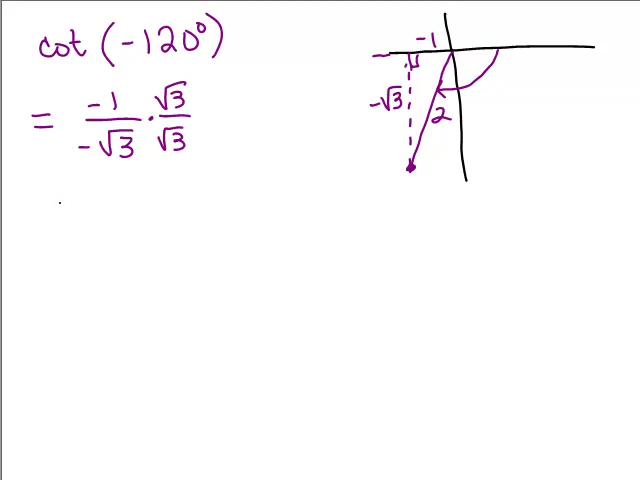 cot (-120°)
-1
= -1/-√3 · √3/√3
-√3
2